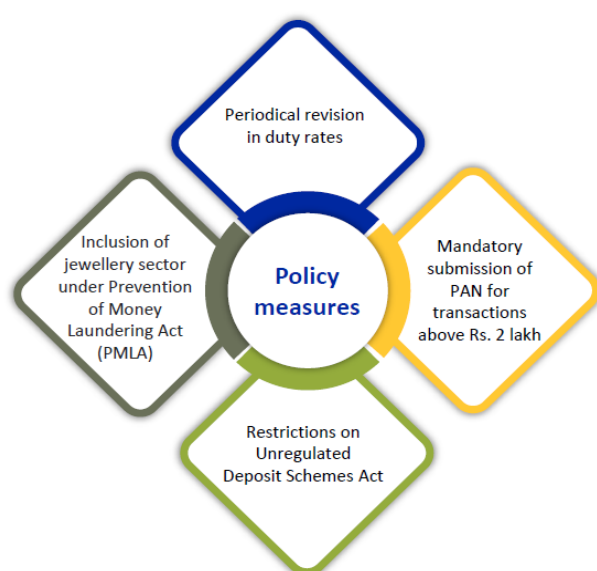 Periodical revision
in duty rates
Inclusion of
jewellery sector
under Prevention
of Money
Laundering Act
(PMLA)
Policy
measures
Mandatory
submission of
PAN for
transactions
above Rs. 2 lakh
Restrictions on
Unregulated
Deposit Schemes Act